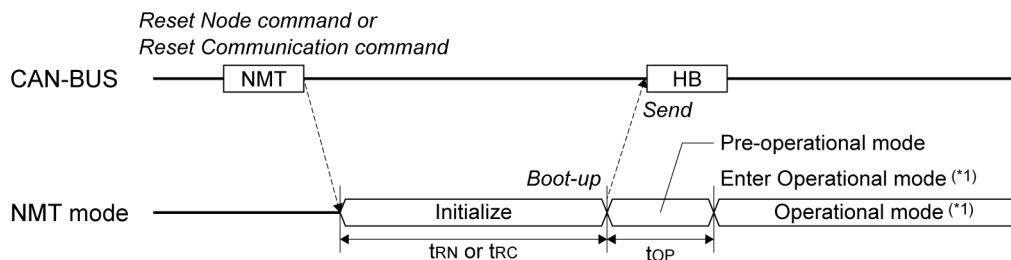 Reset Node command or
Reset Communication command
CAN-BUS
NMT
HB
Send
Pre-operational mode
Boot-up
Enter Operational mode (*1)
NMT mode
Initialize
Operational mode (*1)
tRN or tRC
tOP